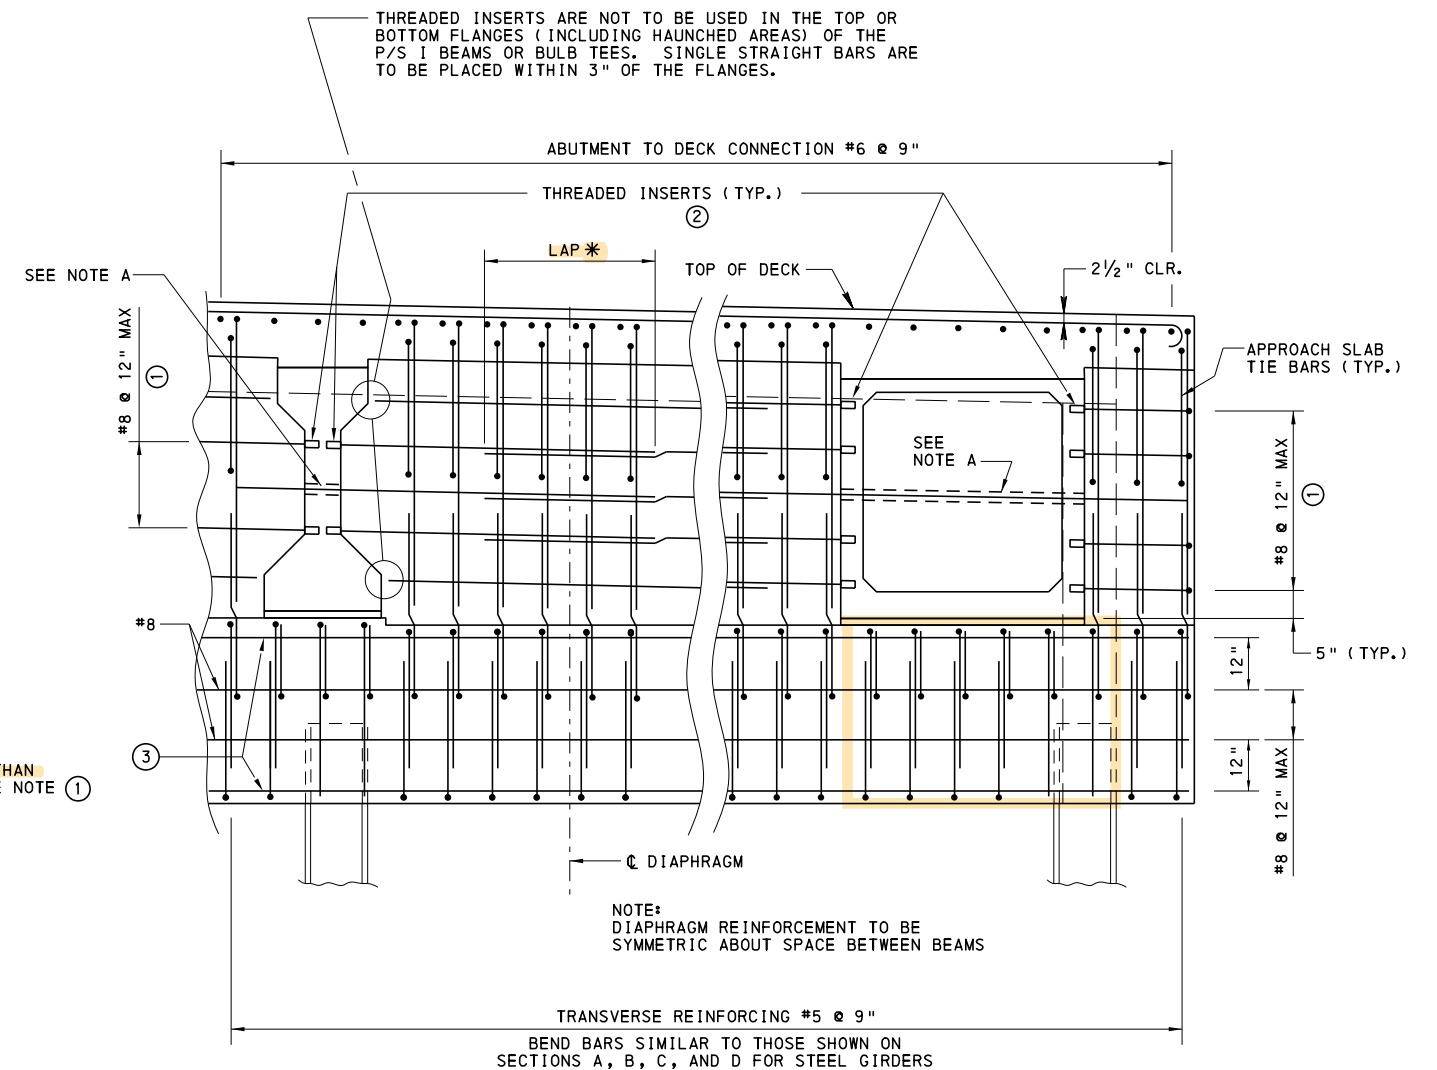 THREADED INSERTS ARE NOT TO BE USED IN THE TOP OR
BOTTOM FLANGES (INCLUDING HAUNCHED AREAS) OF THE
P/S I BEAMS OR BULB TEES. SINGLE STRAIGHT BARS ARE
TO BE PLACED WITHIN 3" OF THE FLANGES.
ABUTMENT TO DECK CONNECTION #6 @ 9"
THREADED INSERTS (TYP.)
2
LAP *
SEE NOTE A
TOP OF DECK
2½" CLR.
#8 @ 12" MAX
1
APPROACH SLAB
TIE BARS (TYP.)
SEE
NOTE A
#8 @ 12" MAX
1
#8
5" (TYP.)
12"
3
THAN
NOTE 1
12"
#8 @ 12" MAX
℄ DIAPHRAGM
NOTE:
DIAPHRAGM REINFORCEMENT TO BE
SYMMETRIC ABOUT SPACE BETWEEN BEAMS
TRANSVERSE REINFORCING #5 @ 9"
BEND BARS SIMILAR TO THOSE SHOWN ON
SECTIONS A, B, C, AND D FOR STEEL GIRDERS